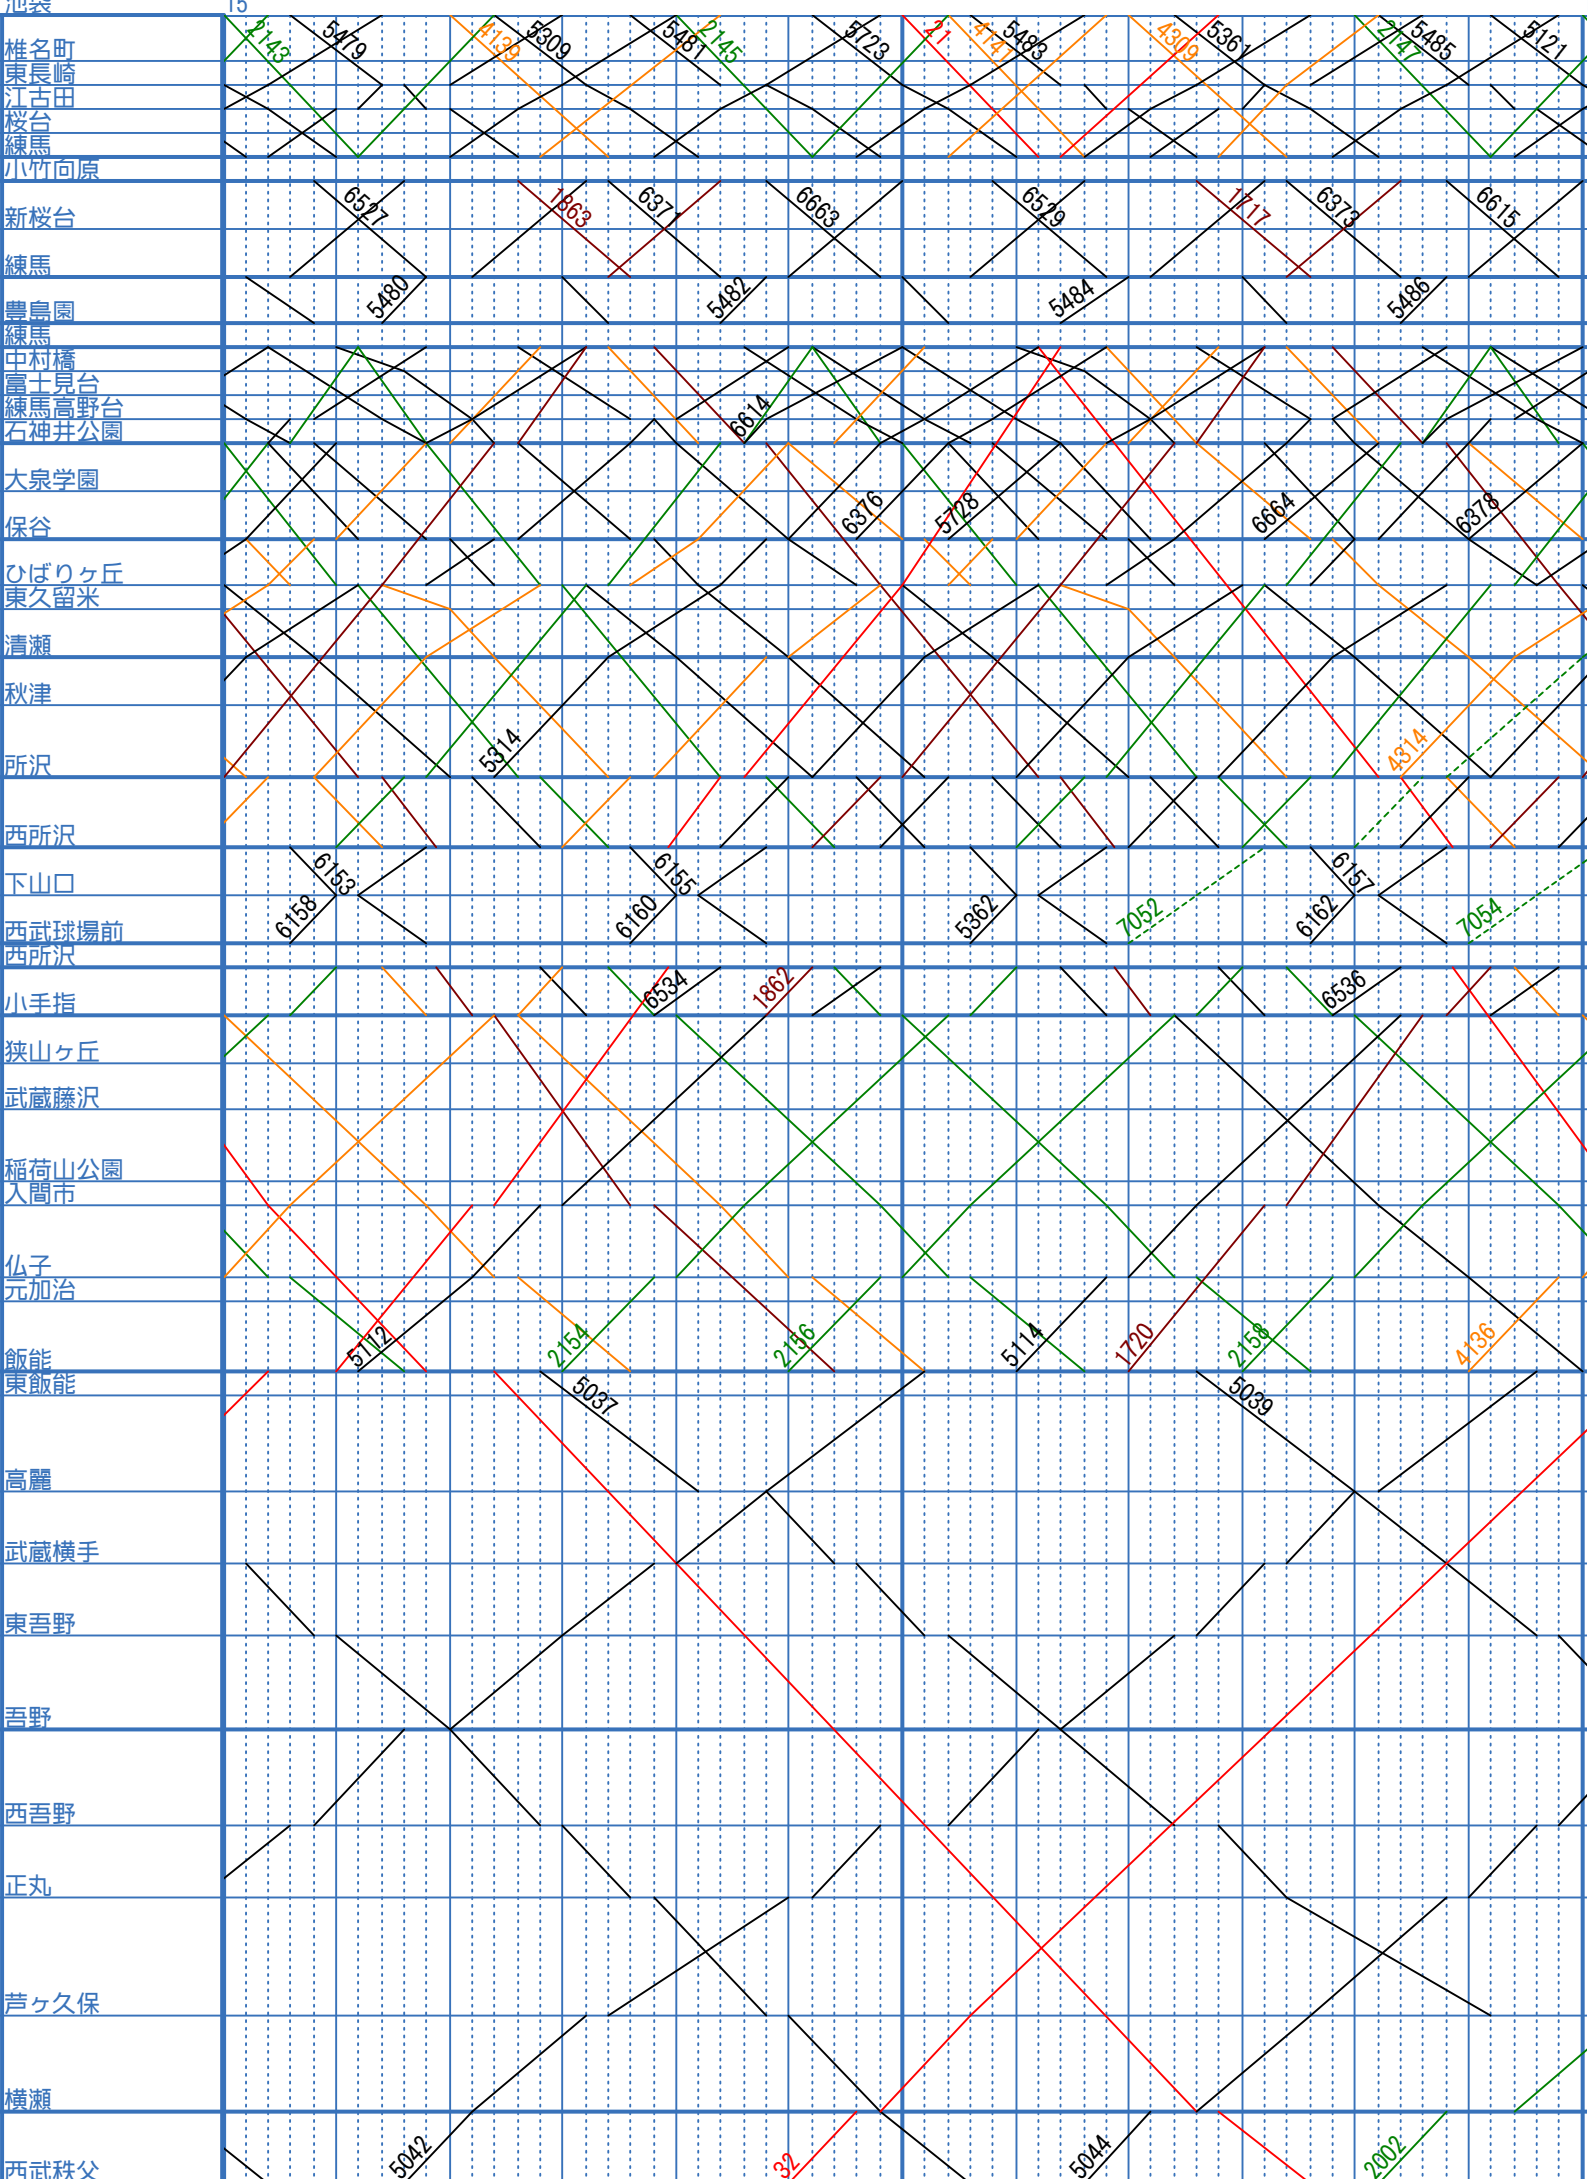 池袋 15
2143 5479 4139 5309 5481 2145 5723 21 4141 5483 4309 5361 2147 5485 5121
椎名町
東長崎
江古田
桜台
練馬
小竹向原
6527 1863 6371 6663 6529 1717 6373 6615
新桜台
練馬
5480 5482 5484 5486
豊島園
練馬
中村橋
富士見台
練馬高野台
6614
石神井公園
大泉学園
6376 5728 6664 6378
保谷
ひばりヶ丘
東久留米
清瀬
秋津
5314 4314
所沢
西所沢
6153 6155 6157
下山口
6158 6160 5362 7052 6162 7054
西武球場前
西所沢
6534 1862 6536
小手指
狭山ヶ丘
武蔵藤沢
稲荷山公園
入間市
仏子
元加治
5112 2154 2156 5114 1720 2158 4136
飯能
東飯能
5037 5039
高麗
武蔵横手
東吾野
吾野
西吾野
正丸
芦ヶ久保
横瀬
5042 32 5044 2002
西武秩父